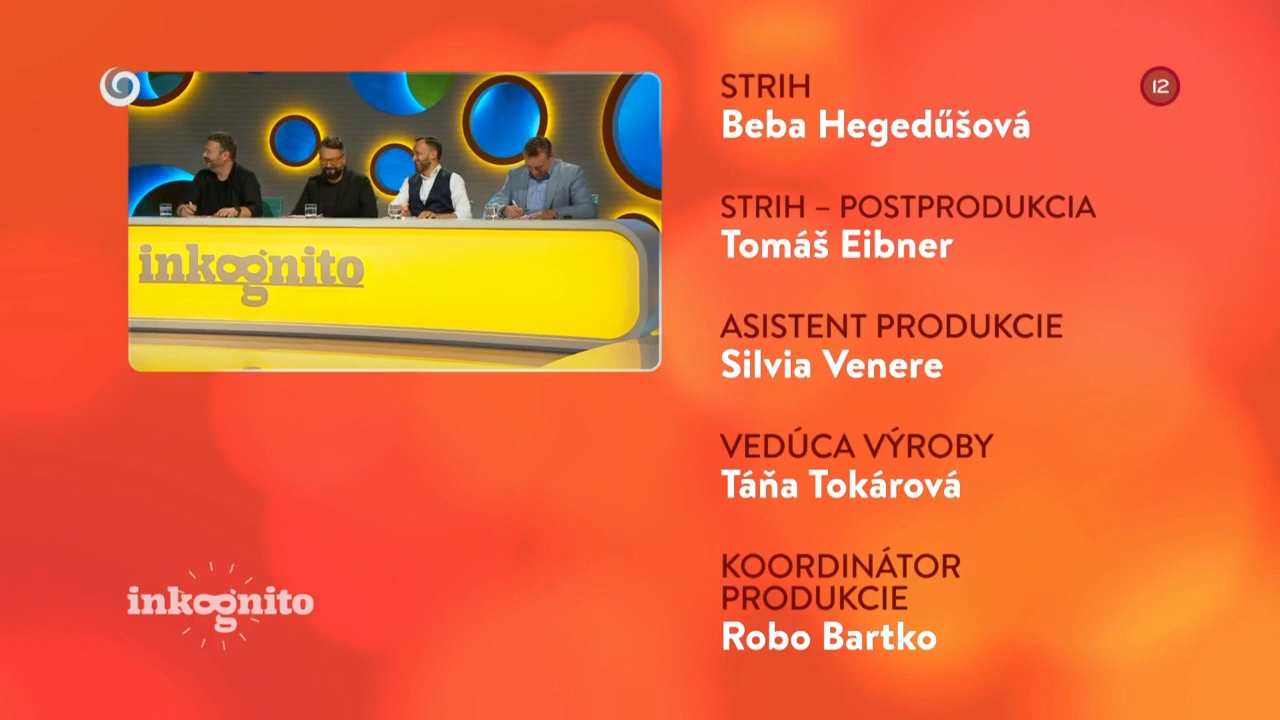 inkognito
inkognito
STRIH
Beba Hegedűšová
STRIH – POSTPRODUKCIA
Tomáš Eibner
ASISTENT PRODUKCIE
Silvia Venere
VEDÚCA VÝROBY
Táňa Tokárová
KOORDINÁTOR
PRODUKCIE
Robo Bartko
12